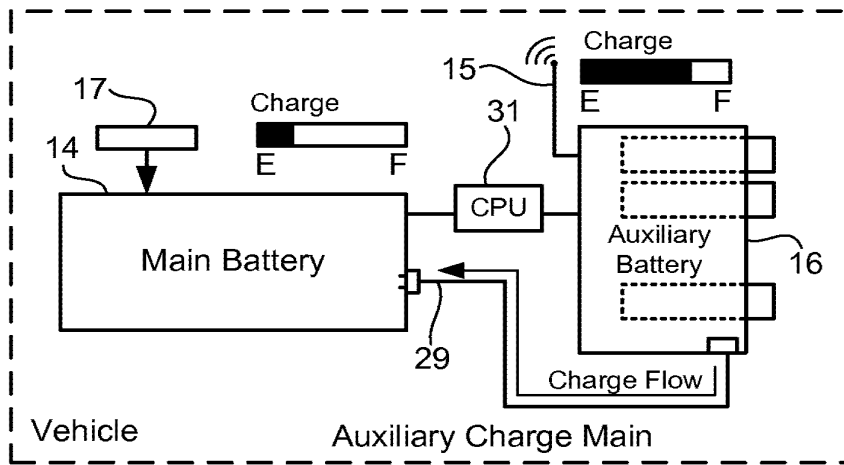 Charge
15
E F
17
Charge
31
14
E F
CPU
Main Battery
Auxiliary
Battery
16
29
Charge Flow
Vehicle
Auxiliary Charge Main